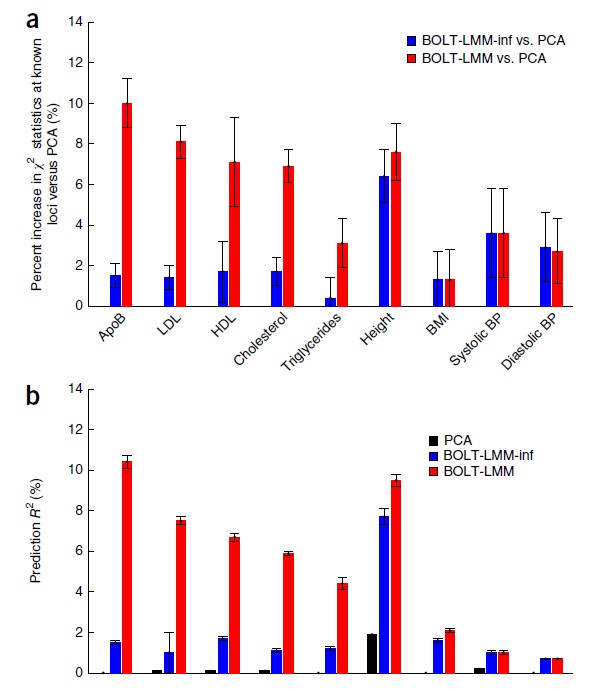 a
Percent increase in χ² statistics at known
loci versus PCA (%)
14
12
10
8
6
4
2
0
BOLT-LMM-inf vs. PCA
BOLT-LMM vs. PCA
ApoB
LDL
HDL
Cholesterol
Triglycerides
Height
BMI
Systolic BP
Diastolic BP
b
Prediction R² (%)
14
12
10
8
6
4
2
0
PCA
BOLT-LMM-inf
BOLT-LMM